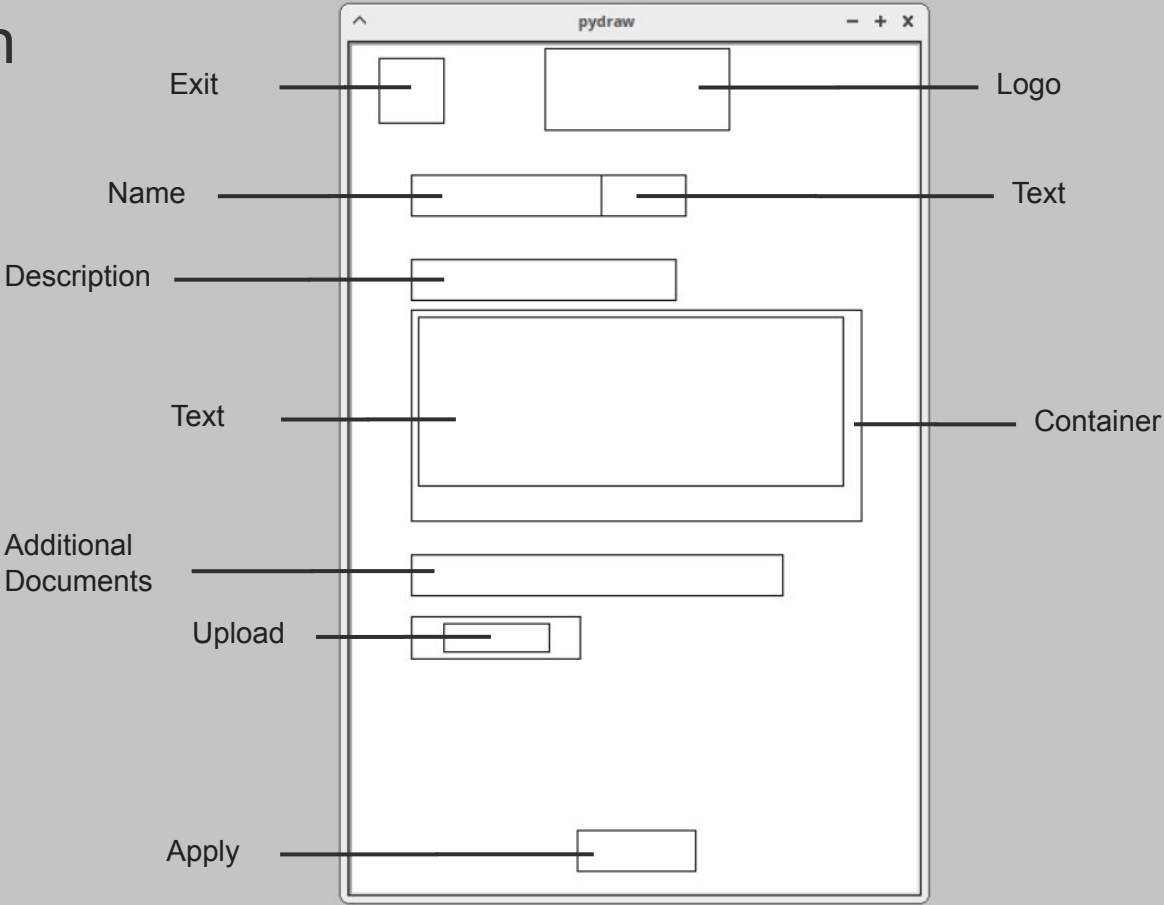 n
pydraw
Exit
Logo
Name
Text
Description
Text
Container
Additional
Documents
Upload
Apply